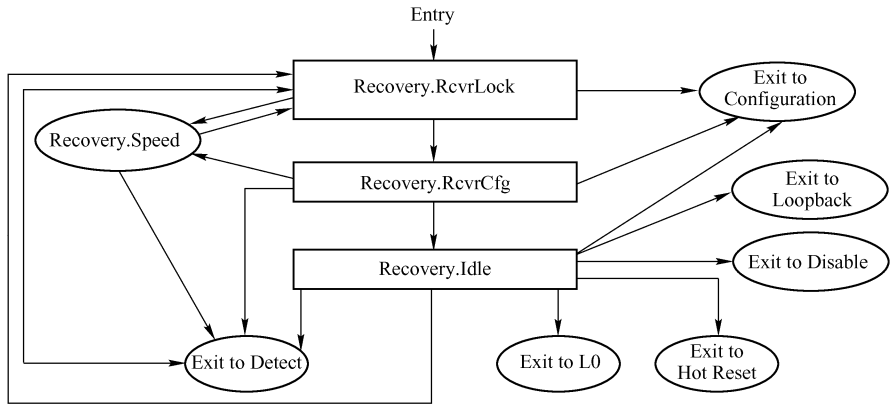 Entry
Recovery.RcvrLock
Exit to
Configuration
Recovery.Speed
Recovery.RcvrCfg
Exit to
Loopback
Recovery.Idle
Exit to Disable
Exit to Detect
Exit to L0
Exit to
Hot Reset